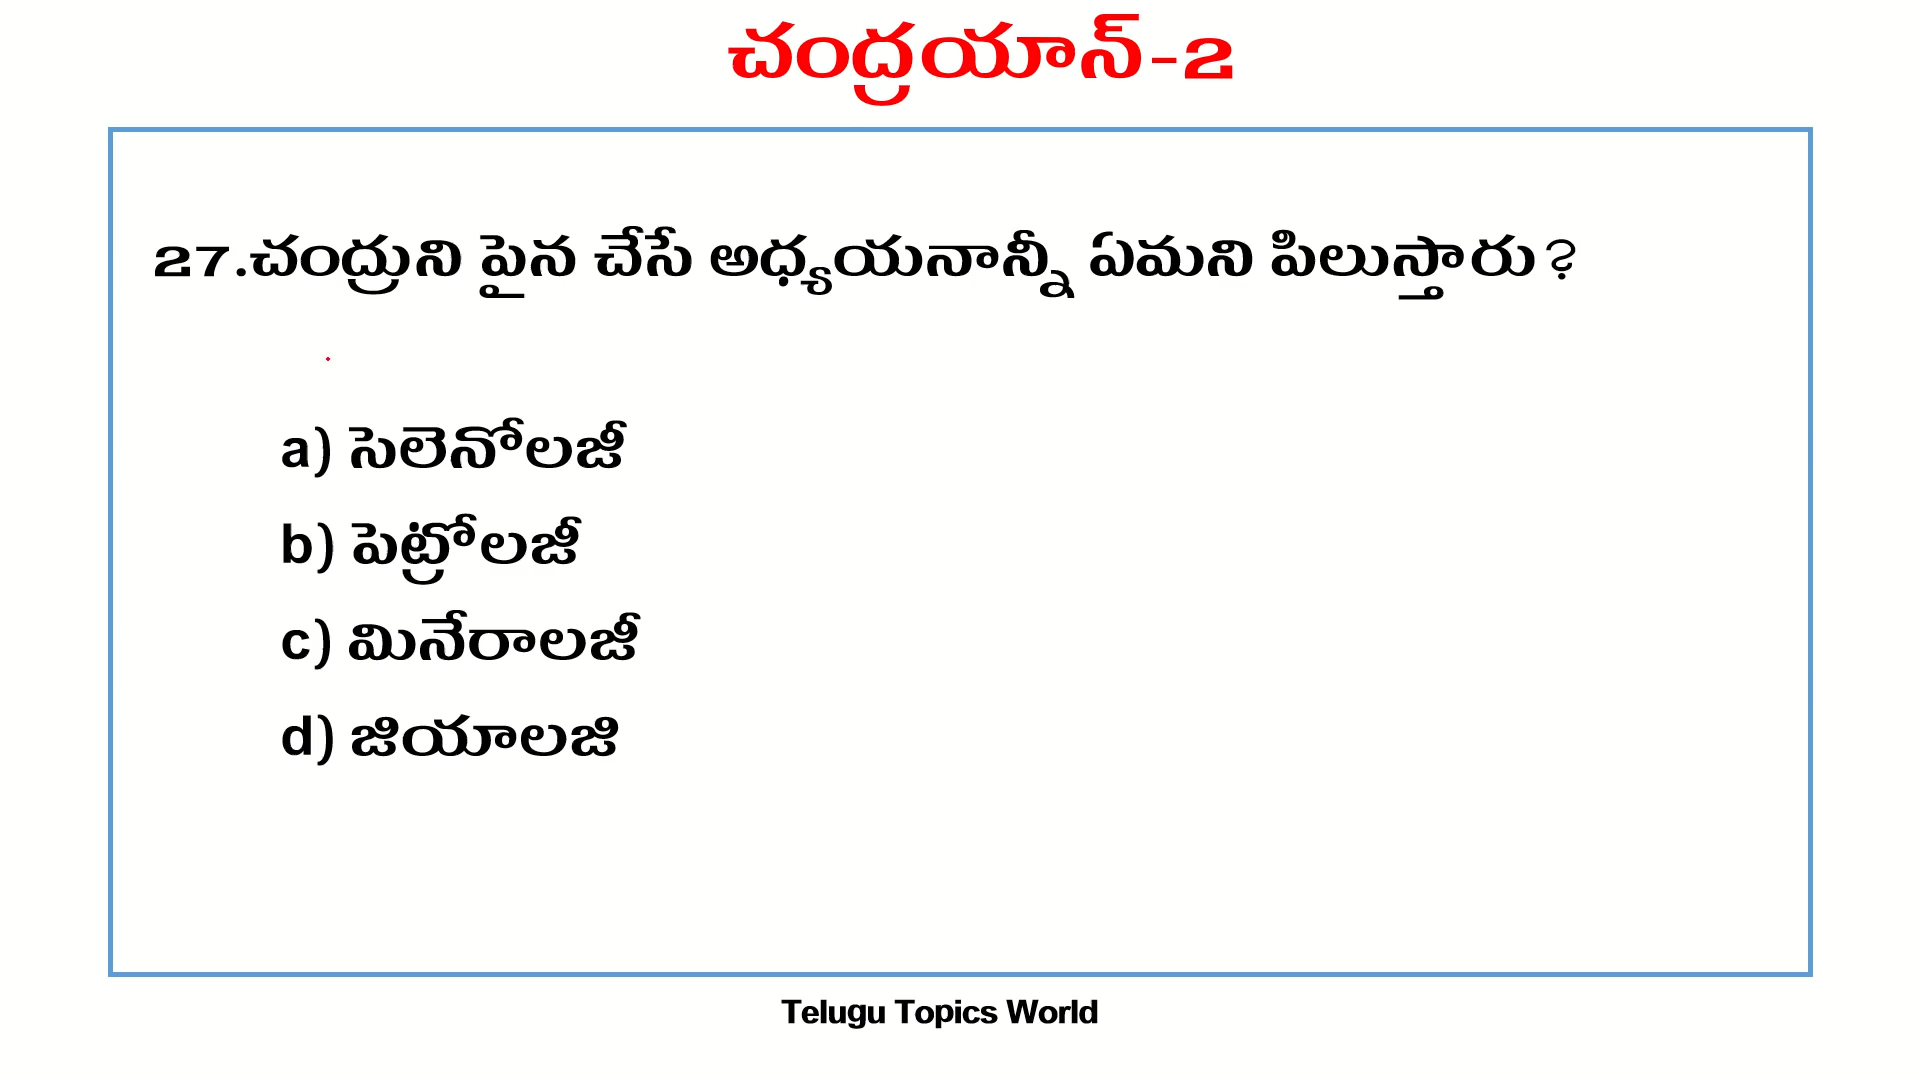 చంద్రయాన్-2
27.చంద్రుని పైన చేసే అధ్యయనాన్నీ ఏమని పిలుస్తారు?
a) సెలెనోలజీ
b) పెట్రోలజీ
c) మినేరాలజీ
d) జియాలజి
Telugu Topics World